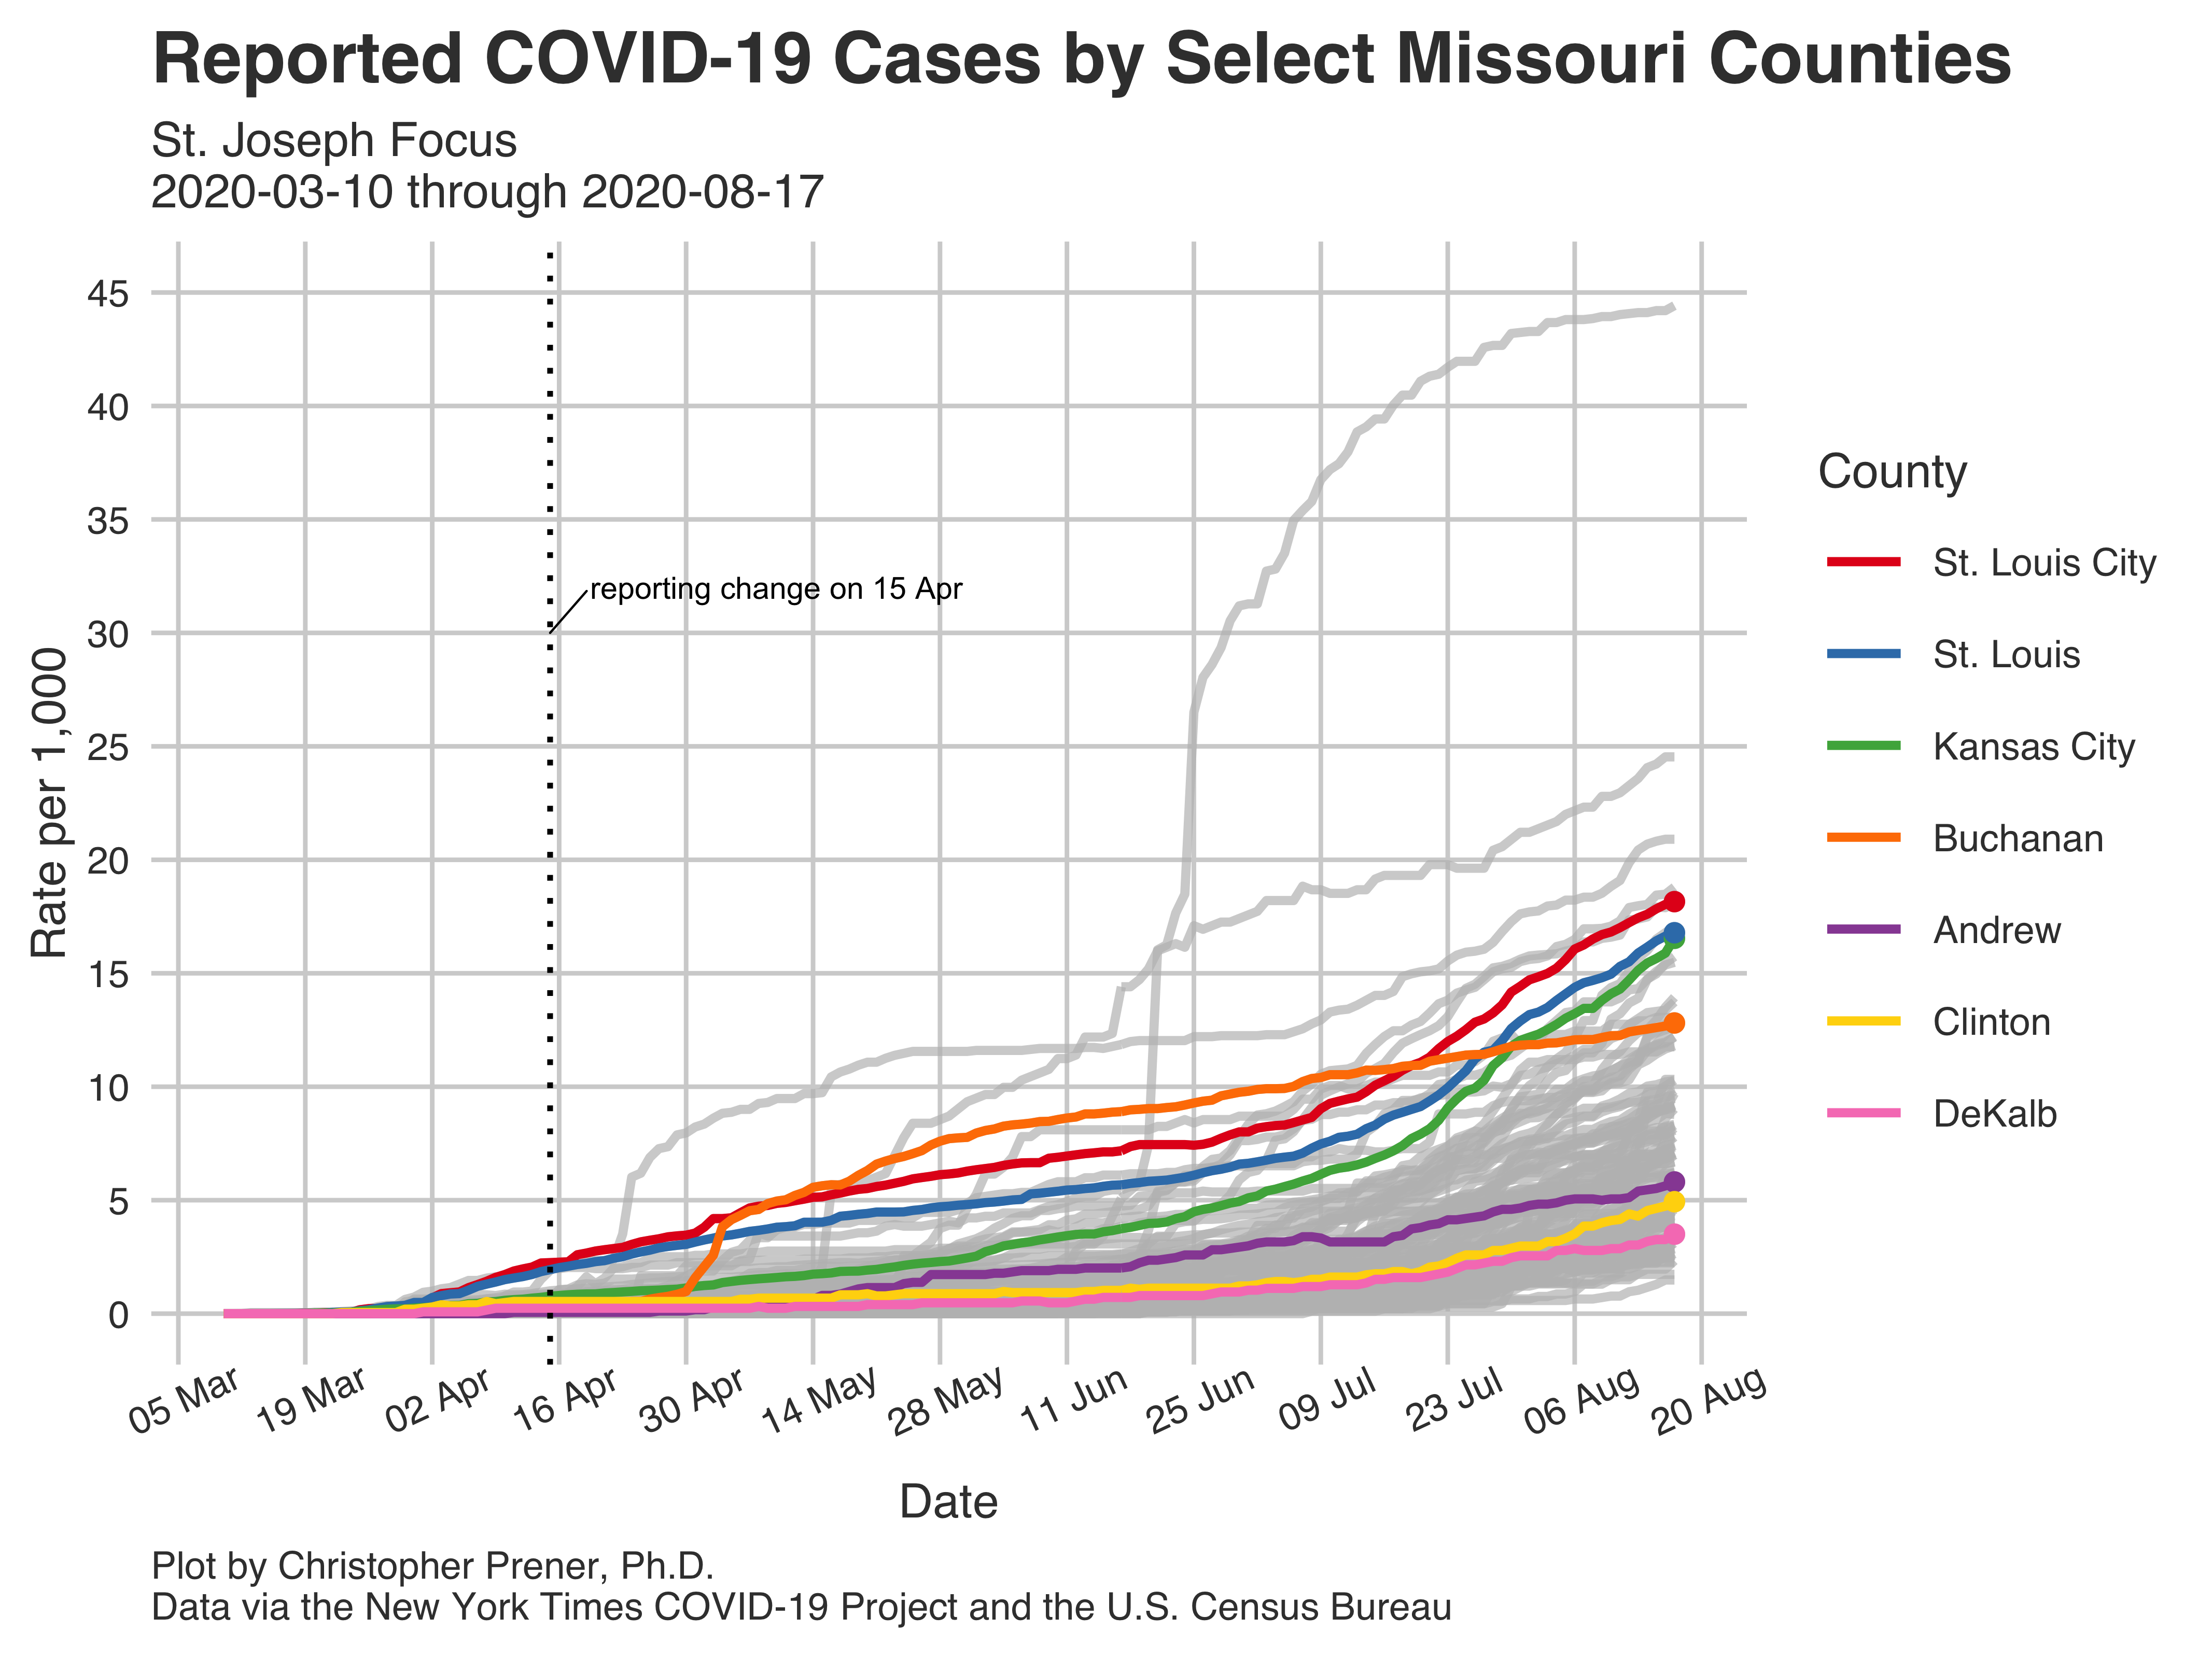 Reported COVID-19 Cases by Select Missouri Counties
St. Joseph Focus
2020-03-10 through 2020-08-17
45
40
35
30
25
20
15
10
5
0
Rate per 1,000
reporting change on 15 Apr
05 Mar
19 Mar
02 Apr
16 Apr
30 Apr
14 May
28 May
11 Jun
25 Jun
09 Jul
23 Jul
06 Aug
20 Aug
Date
County
St. Louis City
St. Louis
Kansas City
Buchanan
Andrew
Clinton
DeKalb
Plot by Christopher Prener, Ph.D.
Data via the New York Times COVID-19 Project and the U.S. Census Bureau